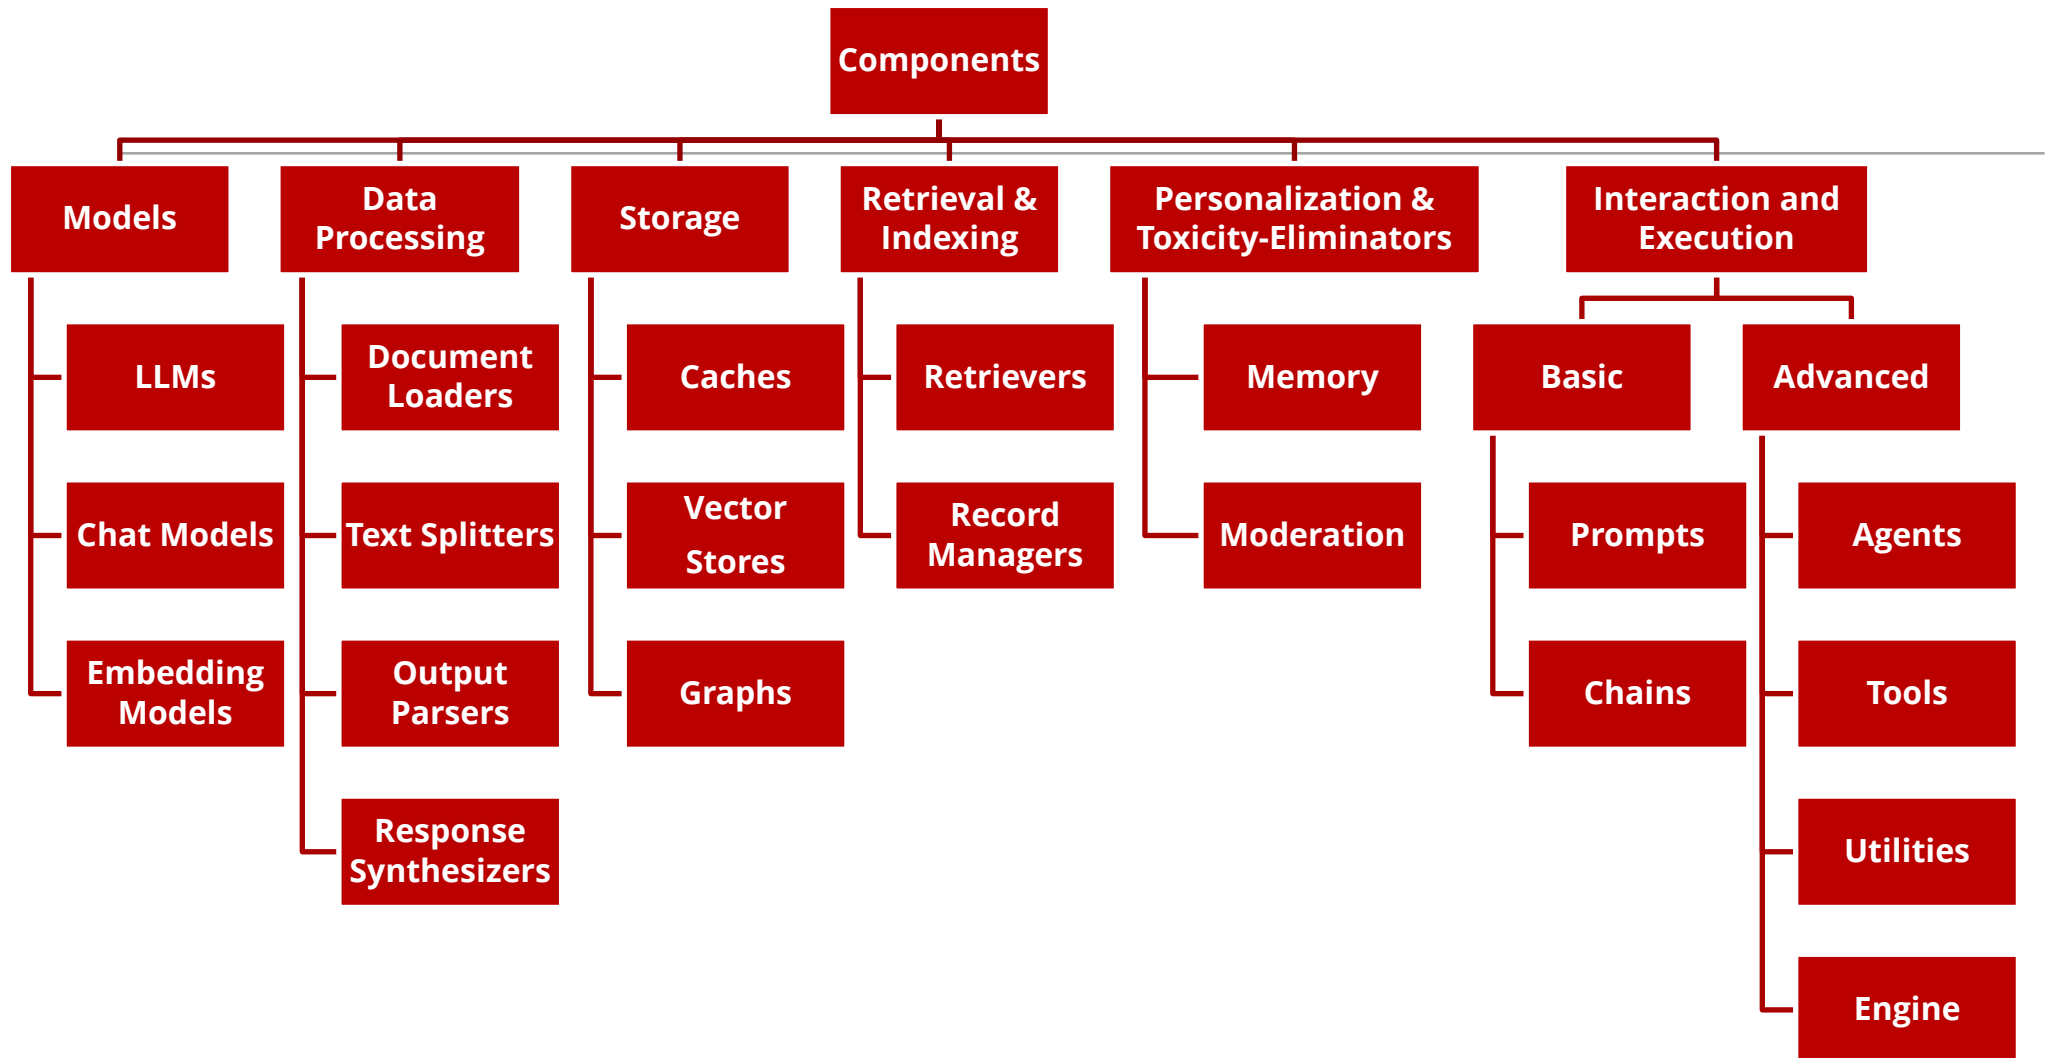 Components
Models
Data
Processing
Storage
Retrieval &
Indexing
Personalization &
Toxicity-Eliminators
Interaction and
Execution
LLMs
Chat Models
Embedding
Models
Document
Loaders
Text Splitters
Output
Parsers
Response
Synthesizers
Caches
Vector
Stores
Graphs
Retrievers
Record
Managers
Memory
Moderation
Basic
Prompts
Chains
Advanced
Agents
Tools
Utilities
Engine